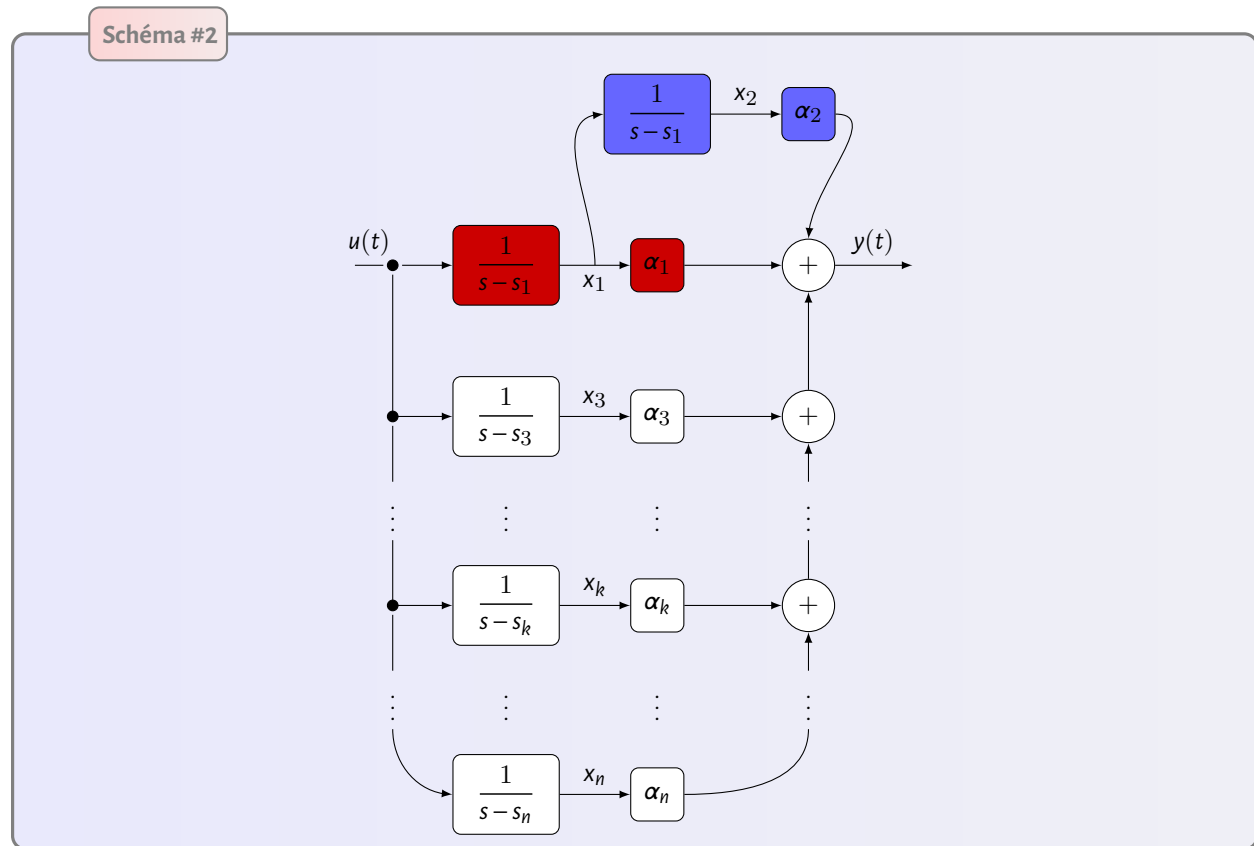 Schéma #2
1/(s − s₁) x₂ α₂
u(t) 1/(s − s₁) x₁ α₁ + y(t)
1/(s − s₃) x₃ α₃ +
⋮ ⋮ ⋮ ⋮
1/(s − sₖ) xₖ αₖ +
⋮ ⋮ ⋮ ⋮
1/(s − sₙ) xₙ αₙ